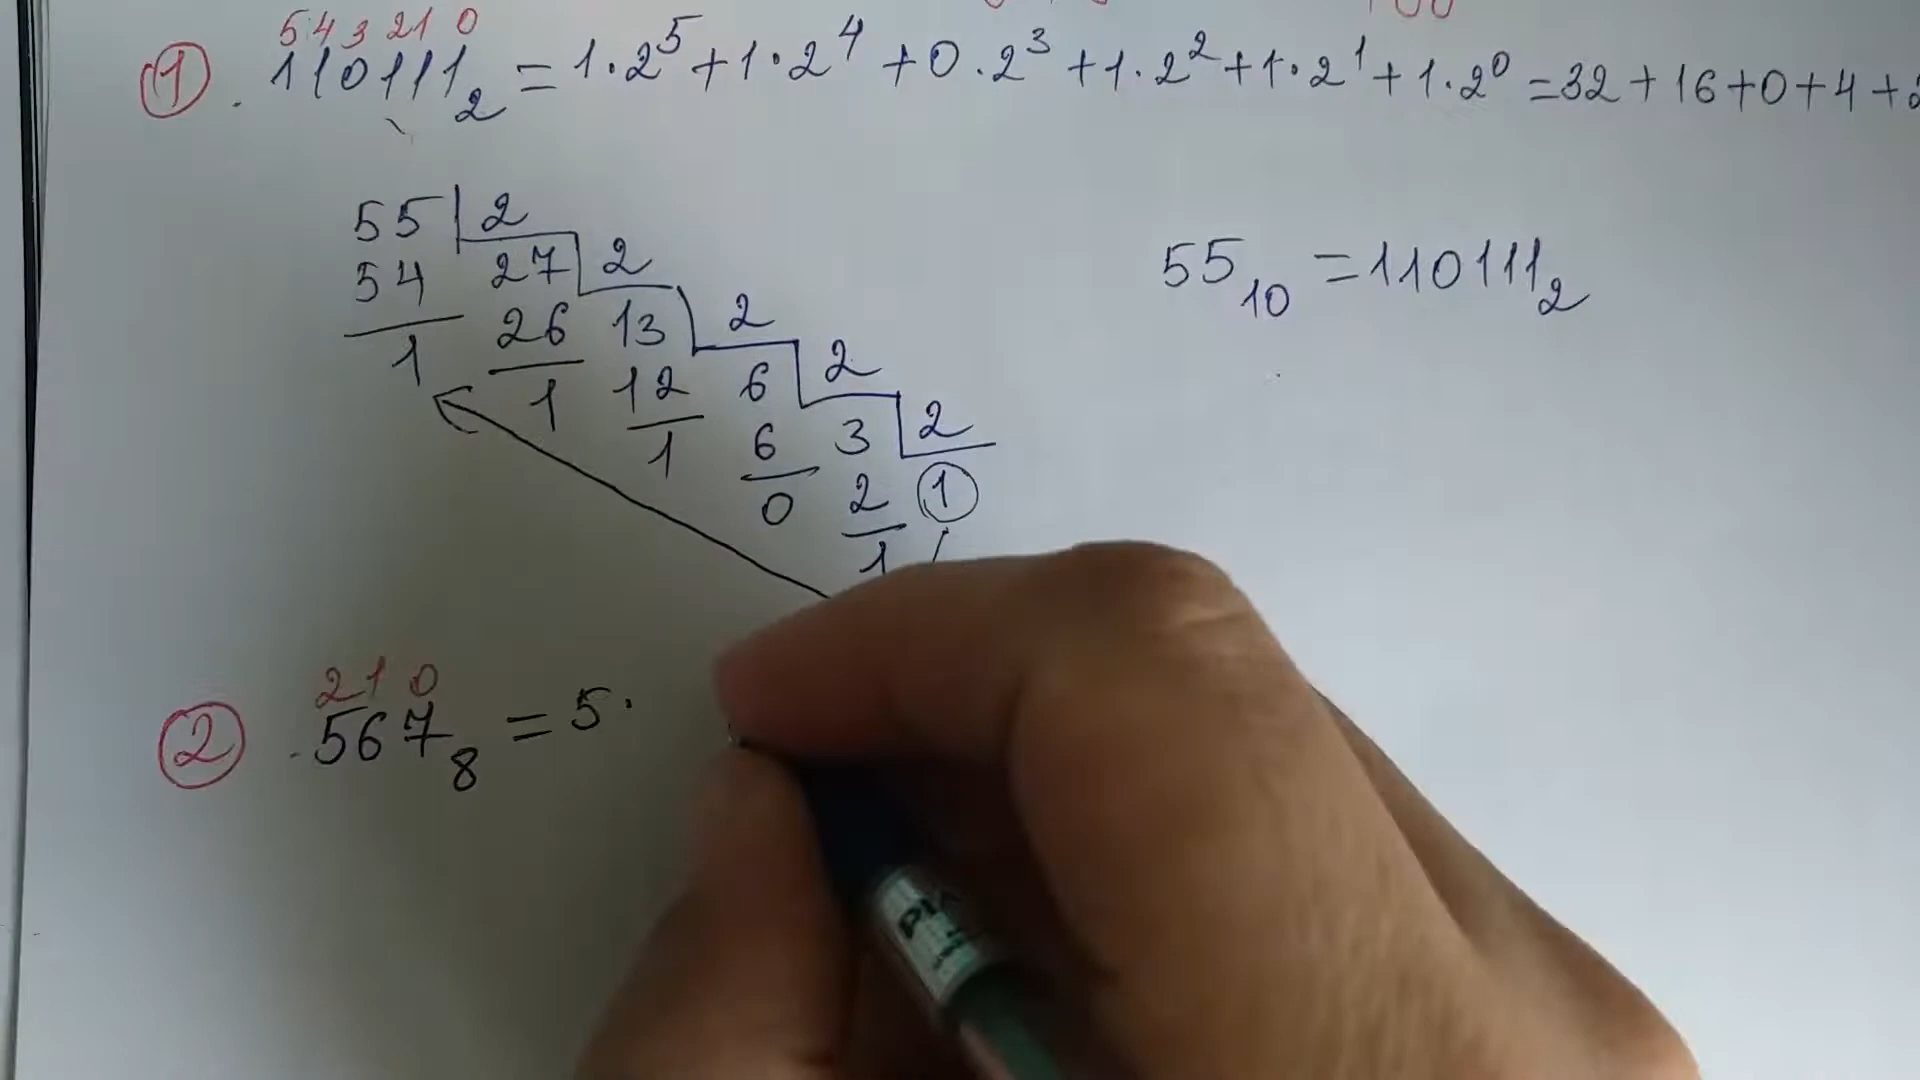 5 4 3 2 1 0
① . 110111₂ = 1·2⁵ + 1·2⁴ + 0·2³ + 1·2² + 1·2¹ + 1·2⁰ = 32 + 16 + 0 + 4 +
55 | 2
54 27 | 2
1 26 13 | 2
1 12 6 | 2
1 6 3 | 2
0 2 ①
1
55₁₀ = 110111₂
2 1 0
② . 567₈ = 5·